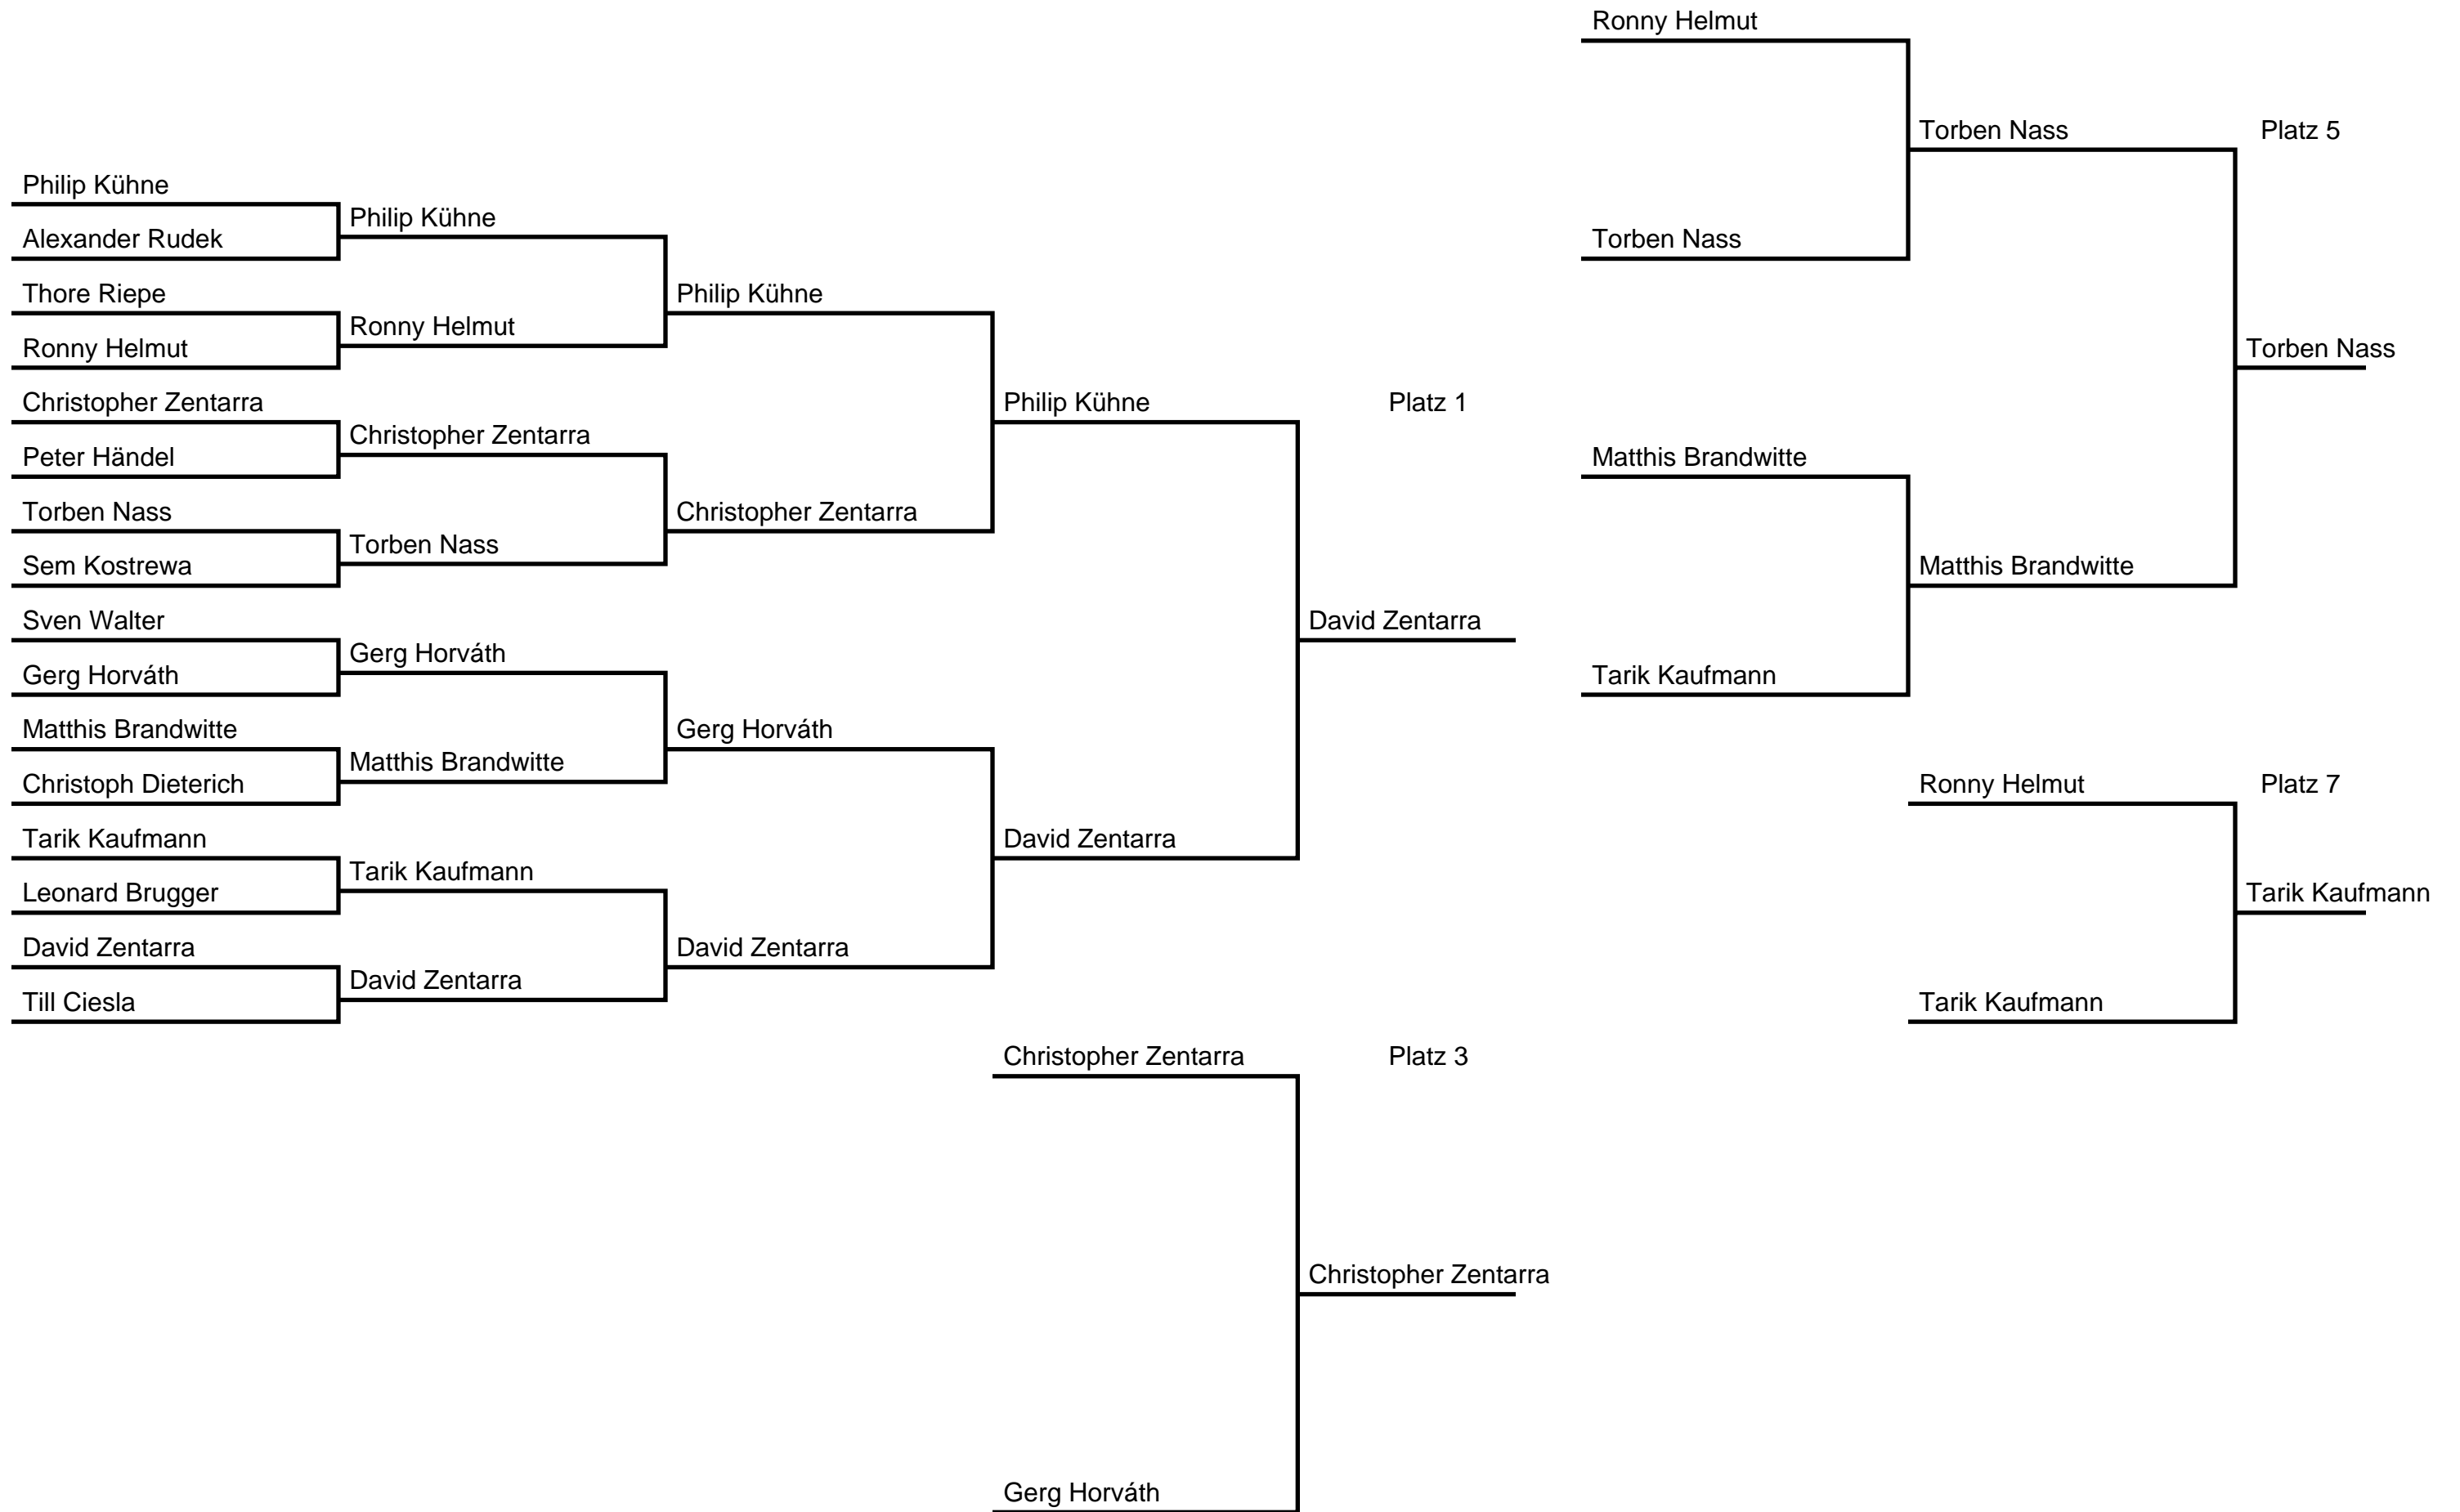 Philip Kühne
Alexander Rudek
Thore Riepe
Ronny Helmut
Christopher Zentarra
Peter Händel
Torben Nass
Sem Kostrewa
Sven Walter
Gerg Horváth
Matthis Brandwitte
Christoph Dieterich
Tarik Kaufmann
Leonard Brugger
David Zentarra
Till Ciesla
Philip Kühne
Ronny Helmut
Christopher Zentarra
Torben Nass
Gerg Horváth
Matthis Brandwitte
Tarik Kaufmann
David Zentarra
Philip Kühne
Christopher Zentarra
Gerg Horváth
David Zentarra
Philip Kühne
David Zentarra
Platz 1
David Zentarra
Christopher Zentarra
Gerg Horváth
Platz 3
Christopher Zentarra
Ronny Helmut
Torben Nass
Matthis Brandwitte
Tarik Kaufmann
Torben Nass
Matthis Brandwitte
Platz 5
Torben Nass
Ronny Helmut
Tarik Kaufmann
Platz 7
Tarik Kaufmann